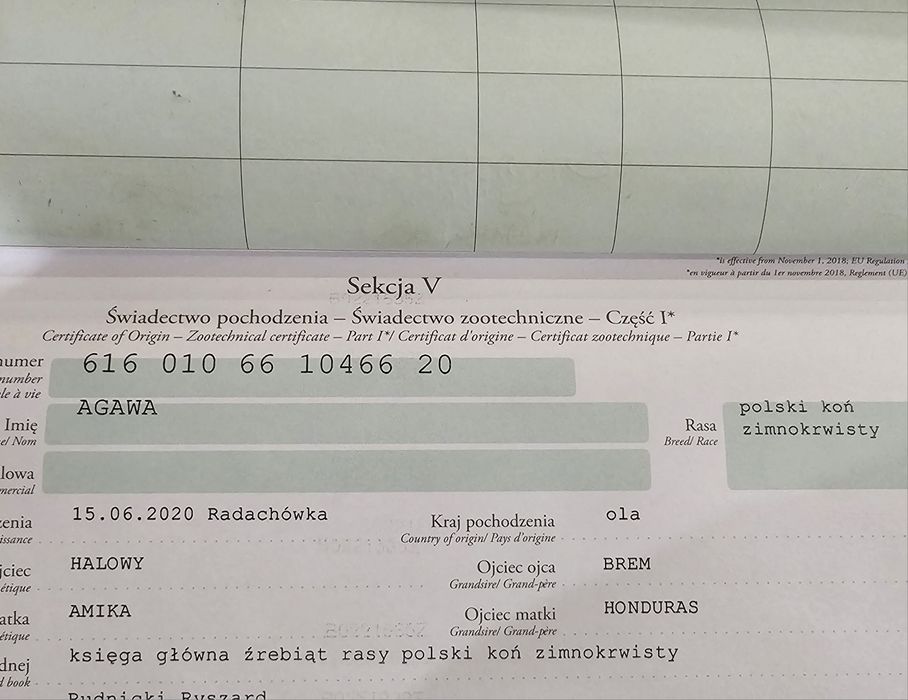 *is effective from November 1, 2018; EU Regulation
*en vigueur à partir du 1er novembre 2018, Reglement (UE)
Sekcja V
Świadectwo pochodzenia – Świadectwo zootechniczne – Część I*
Certificate of Origin – Zootechnical certificate – Part I*/ Certificat d'origine – Certificat zootechnique – Partie I*
numer 616 010 66 10466 20
number
le à vie
Imię AGAWA
e/ Nom
Rasa polski koń
Breed/ Race zimnokrwisty
lowa
mercial
zenia 15.06.2020 Radachówka Kraj pochodzenia ola
issance Country of origin/ Pays d'origine
jciec HALOWY Ojciec ojca BREM
étique Grandsire/ Grand-père
atka AMIKA Ojciec matki HONDURAS
étique Grandsire/ Grand-père
dnej księga główna źrebiąt rasy polski koń zimnokrwisty
d book
Rudnicki Ryszard